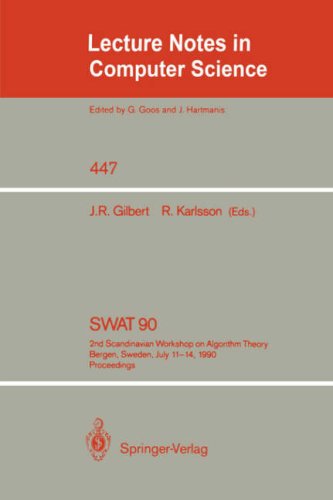 Lecture Notes in
Computer Science
Edited by G. Goos and J. Hartmanis
447
J.R. Gilbert R. Karlsson (Eds.)
SWAT 90
2nd Scandinavian Workshop on Algorithm Theory
Bergen, Sweden, July 11–14, 1990
Proceedings
Springer-Verlag